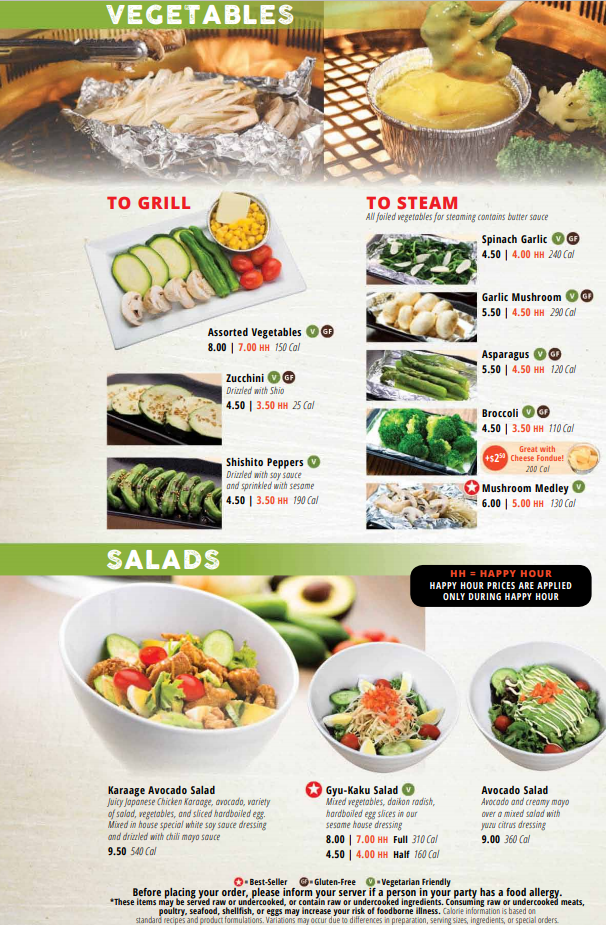 VEGETABLES
TO GRILL
Assorted Vegetables V GF
8.00 | 7.00 HH 150 Cal
Zucchini V GF
Drizzled with Shio
4.50 | 3.50 HH 25 Cal
Shishito Peppers V
Drizzled with soy sauce
and sprinkled with sesame
4.50 | 3.50 HH 190 Cal
TO STEAM
All foiled vegetables for steaming contains butter sauce
Spinach Garlic V GF
4.50 | 4.00 HH 240 Cal
Garlic Mushroom V GF
5.50 | 4.50 HH 290 Cal
Asparagus V GF
5.50 | 4.50 HH 120 Cal
Broccoli V GF
4.50 | 3.50 HH 110 Cal
+$2.50
Great with
Cheese Fondue!
200 Cal
Mushroom Medley V
6.00 | 5.00 HH 130 Cal
SALADS
HH = HAPPY HOUR
HAPPY HOUR PRICES ARE APPLIED
ONLY DURING HAPPY HOUR
Karaage Avocado Salad
Juicy Japanese Chicken Karaage, avocado, variety
of salad, vegetables, and sliced hardboiled egg.
Mixed in house special white soy sauce dressing
and drizzled with chili mayo sauce
9.50 540 Cal
Gyu-Kaku Salad V
Mixed vegetables, daikon radish,
hardboiled egg slices in our
sesame house dressing
8.00 | 7.00 HH Full 310 Cal
4.50 | 4.00 HH Half 160 Cal
Avocado Salad
Avocado and creamy mayo
over a mixed salad with
yuzu citrus dressing
9.00 360 Cal
= Best-Seller GF = Gluten-Free V = Vegetarian Friendly
Before placing your order, please inform your server if a person in your party has a food allergy.
*These items may be served raw or undercooked, or contain raw or undercooked ingredients. Consuming raw or undercooked meats,
poultry, seafood, shellfish, or eggs may increase your risk of foodborne illness. Calorie information is based on
standard recipes and product formulations. Variations may occur due to differences in preparation, serving sizes, ingredients, or special orders.